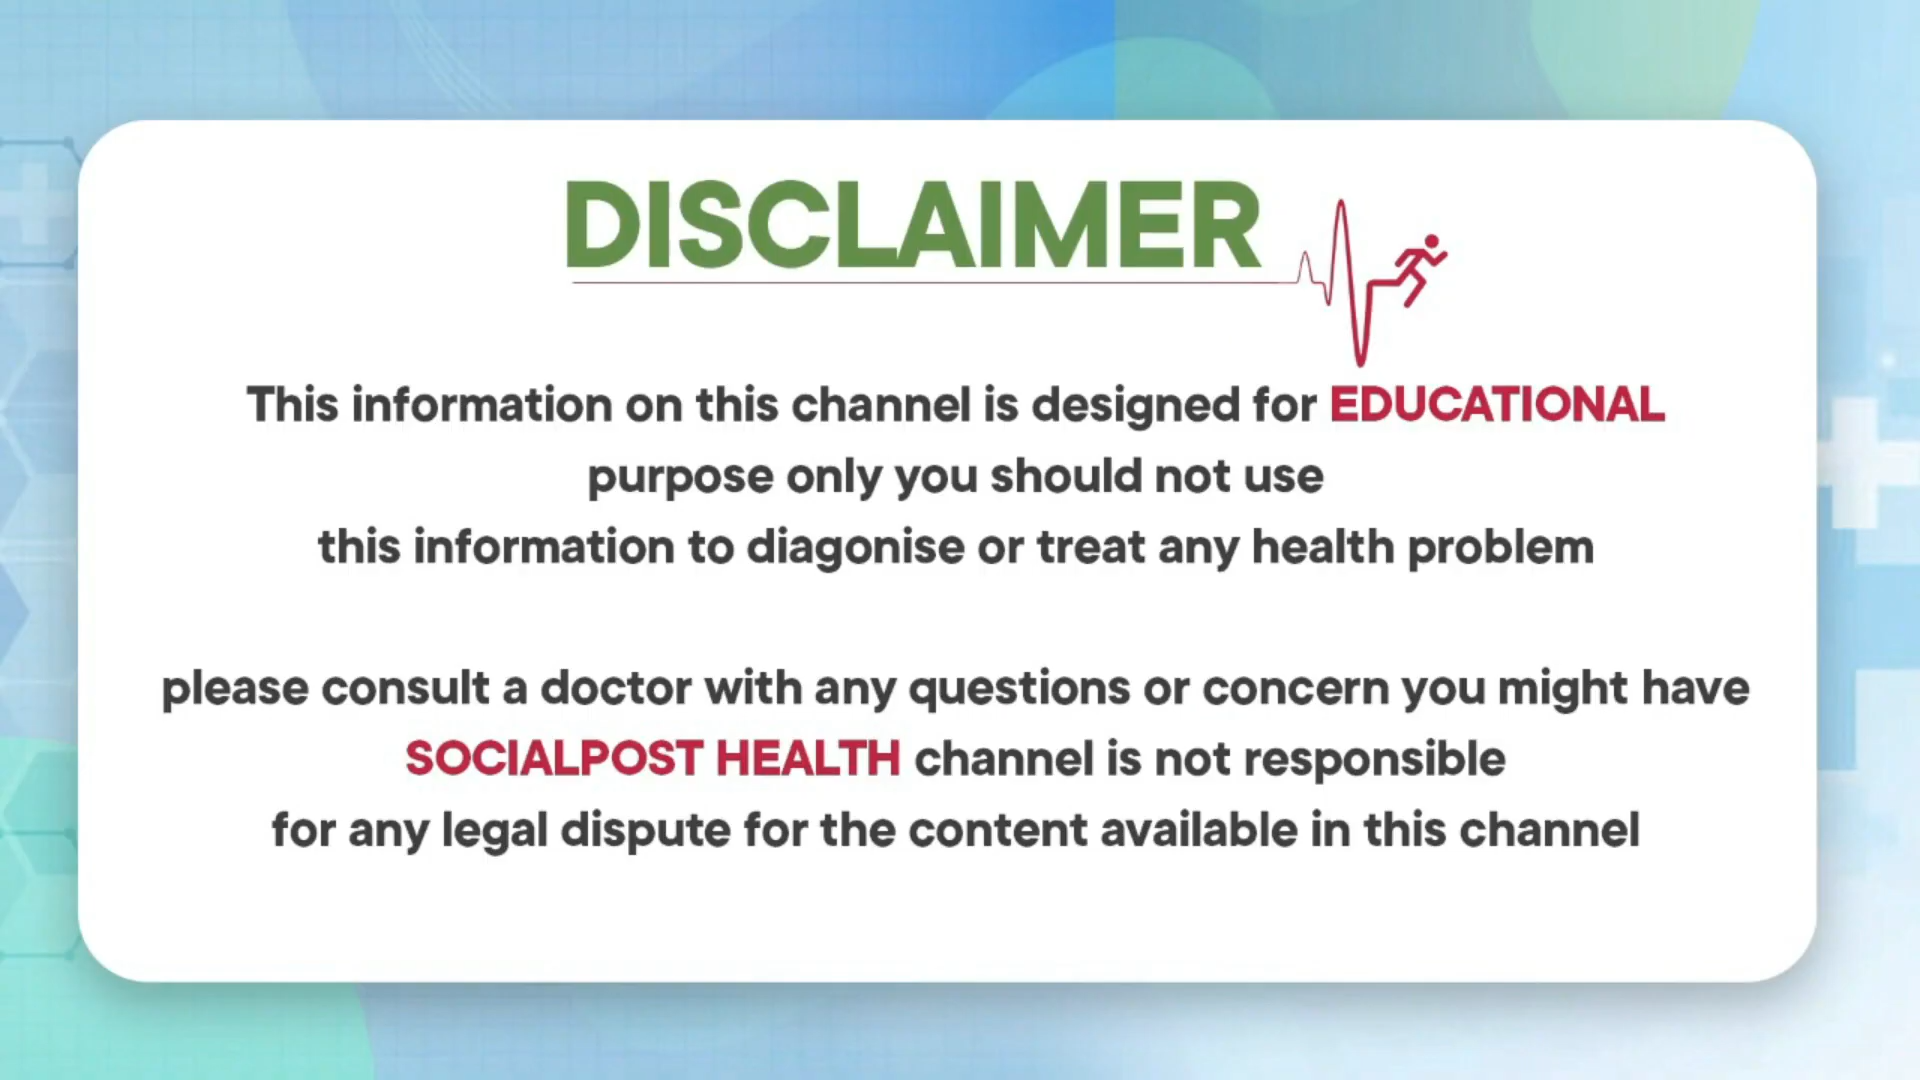 DISCLAIMER
This information on this channel is designed for EDUCATIONAL
purpose only you should not use
this information to diagonise or treat any health problem
please consult a doctor with any questions or concern you might have
SOCIALPOST HEALTH channel is not responsible
for any legal dispute for the content available in this channel